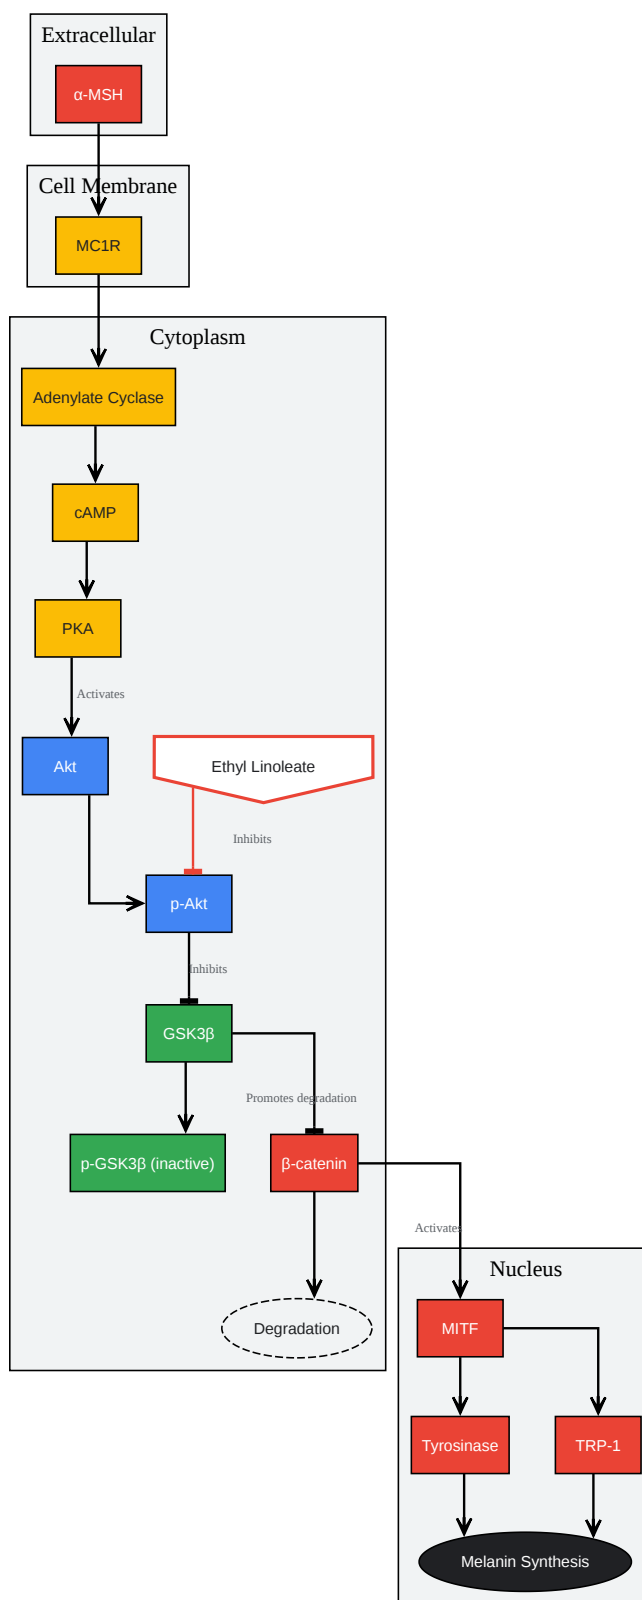 Extracellular
α-MSH
Cell Membrane
MC1R
Cytoplasm
Adenylate Cyclase
cAMP
PKA
Activates
Akt
Ethyl Linoleate
Inhibits
p-Akt
Inhibits
GSK3β
Promotes degradation
p-GSK3β (inactive)
β-catenin
Activates
Nucleus
Degradation
MITF
Tyrosinase
TRP-1
Melanin Synthesis